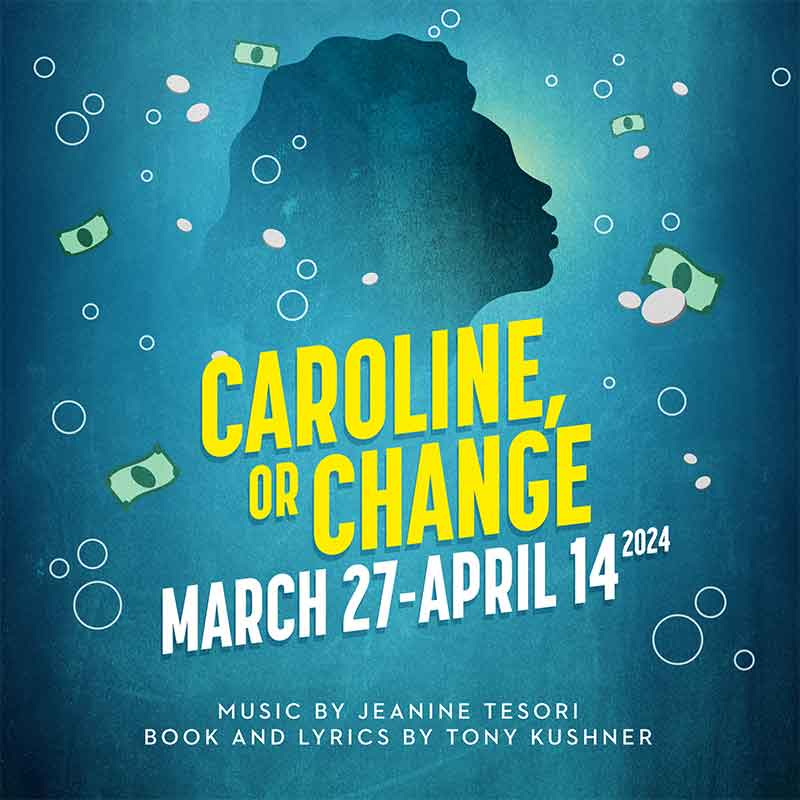 CAROLINE,
OR CHANGE
MARCH 27-APRIL 14 2024
MUSIC BY JEANINE TESORI
BOOK AND LYRICS BY TONY KUSHNER